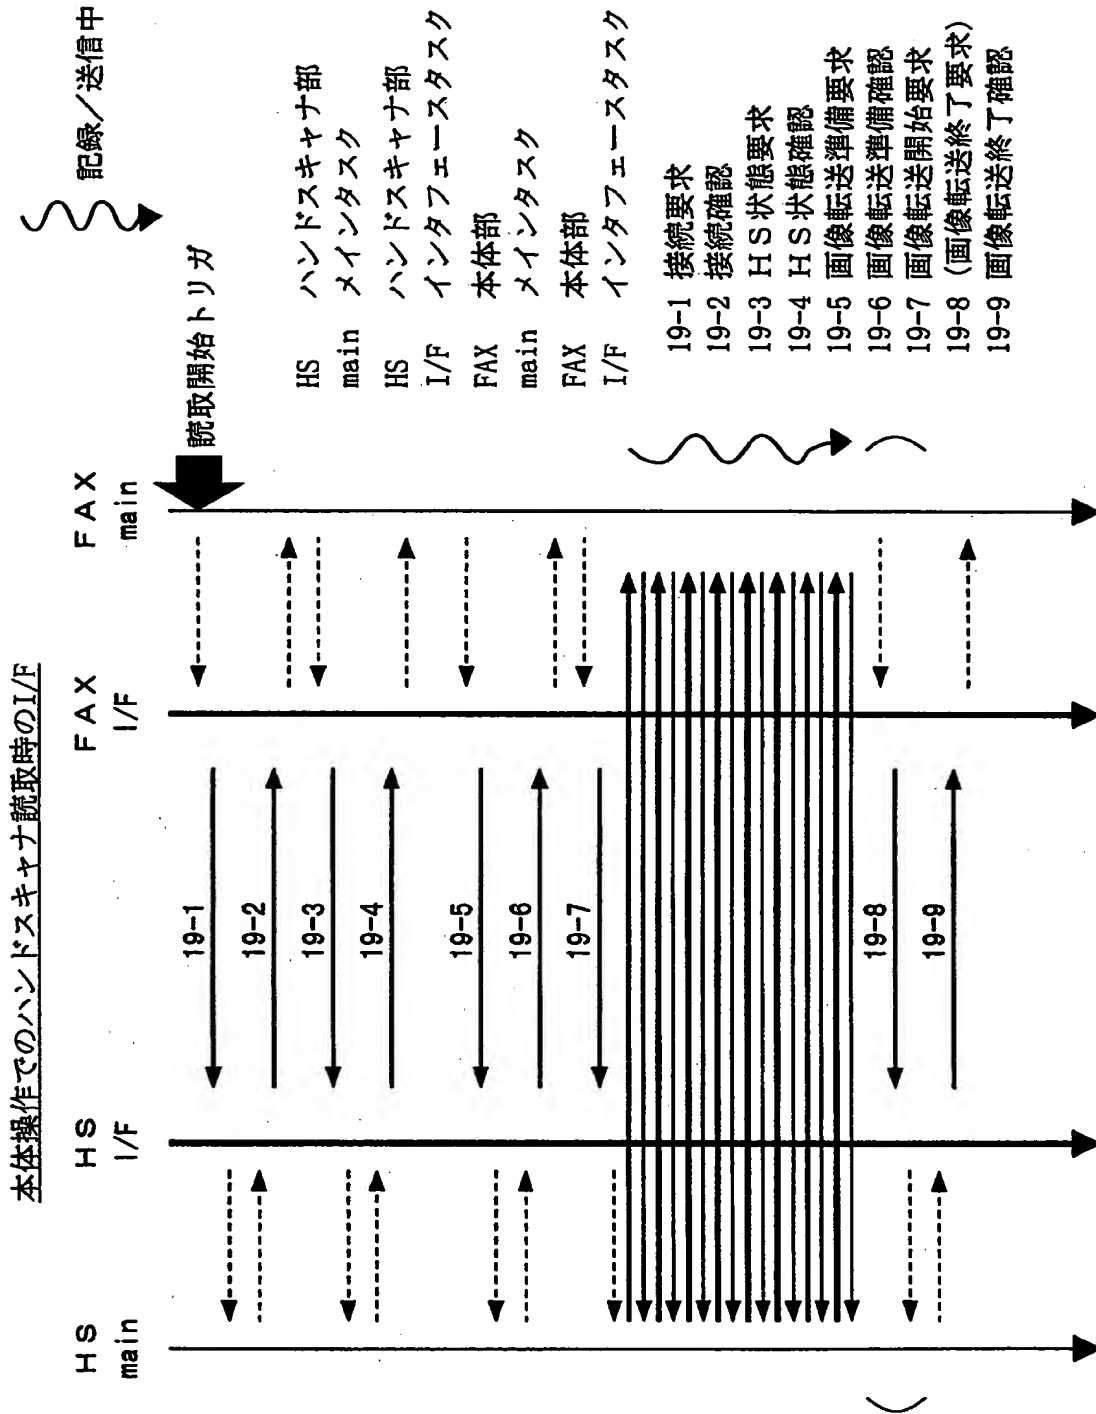 本体操作でのハンドスキャナ読取時のI/F
HS
main
HS
I/F
FAX
I/F
FAX
main
読取開始トリガ
記録/送信中
19-1
19-2
19-3
19-4
19-5
19-6
19-7
19-8
19-9
HS ハンドスキャナ部
main メインタスク
HS ハンドスキャナ部
I/F インタフェースタスク
FAX 本体部
main メインタスク
FAX 本体部
I/F インタフェースタスク
19-1 接続要求
19-2 接続確認
19-3 HS状態要求
19-4 HS状態確認
19-5 画像転送準備要求
19-6 画像転送準備確認
19-7 画像転送開始要求
19-8 (画像転送終了要求)
19-9 画像転送終了確認